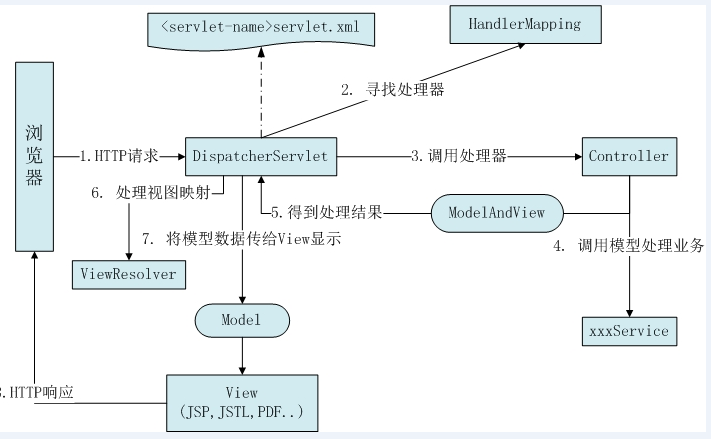 <servlet-name>servlet.xml
HandlerMapping
2. 寻找处理器
浏览器
1.HTTP请求
DispatcherServlet
3.调用处理器
Controller
6. 处理视图映射
5.得到处理结果
ModelAndView
7. 将模型数据传给View显示
4. 调用模型处理业务
ViewResolver
Model
xxxService
.HTTP响应
View
(JSP,JSTL,PDF..)